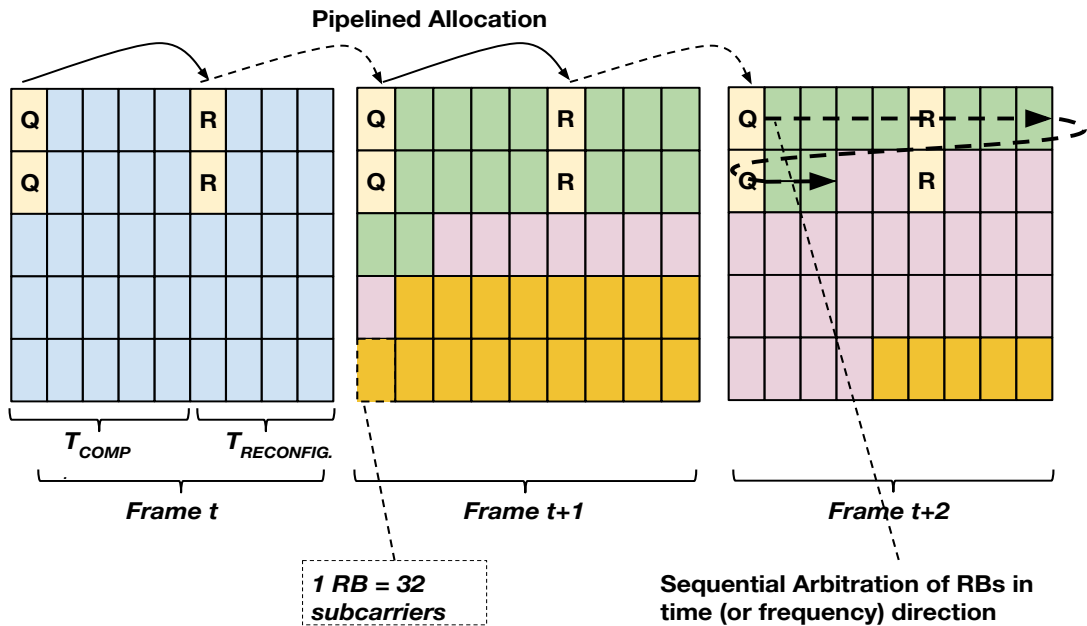 Pipelined Allocation
Q R Q R Q R
Q R Q R Q R
T_COMP T_RECONFIG.
Frame t Frame t+1 Frame t+2
1 RB = 32
subcarriers
Sequential Arbitration of RBs in
time (or frequency) direction